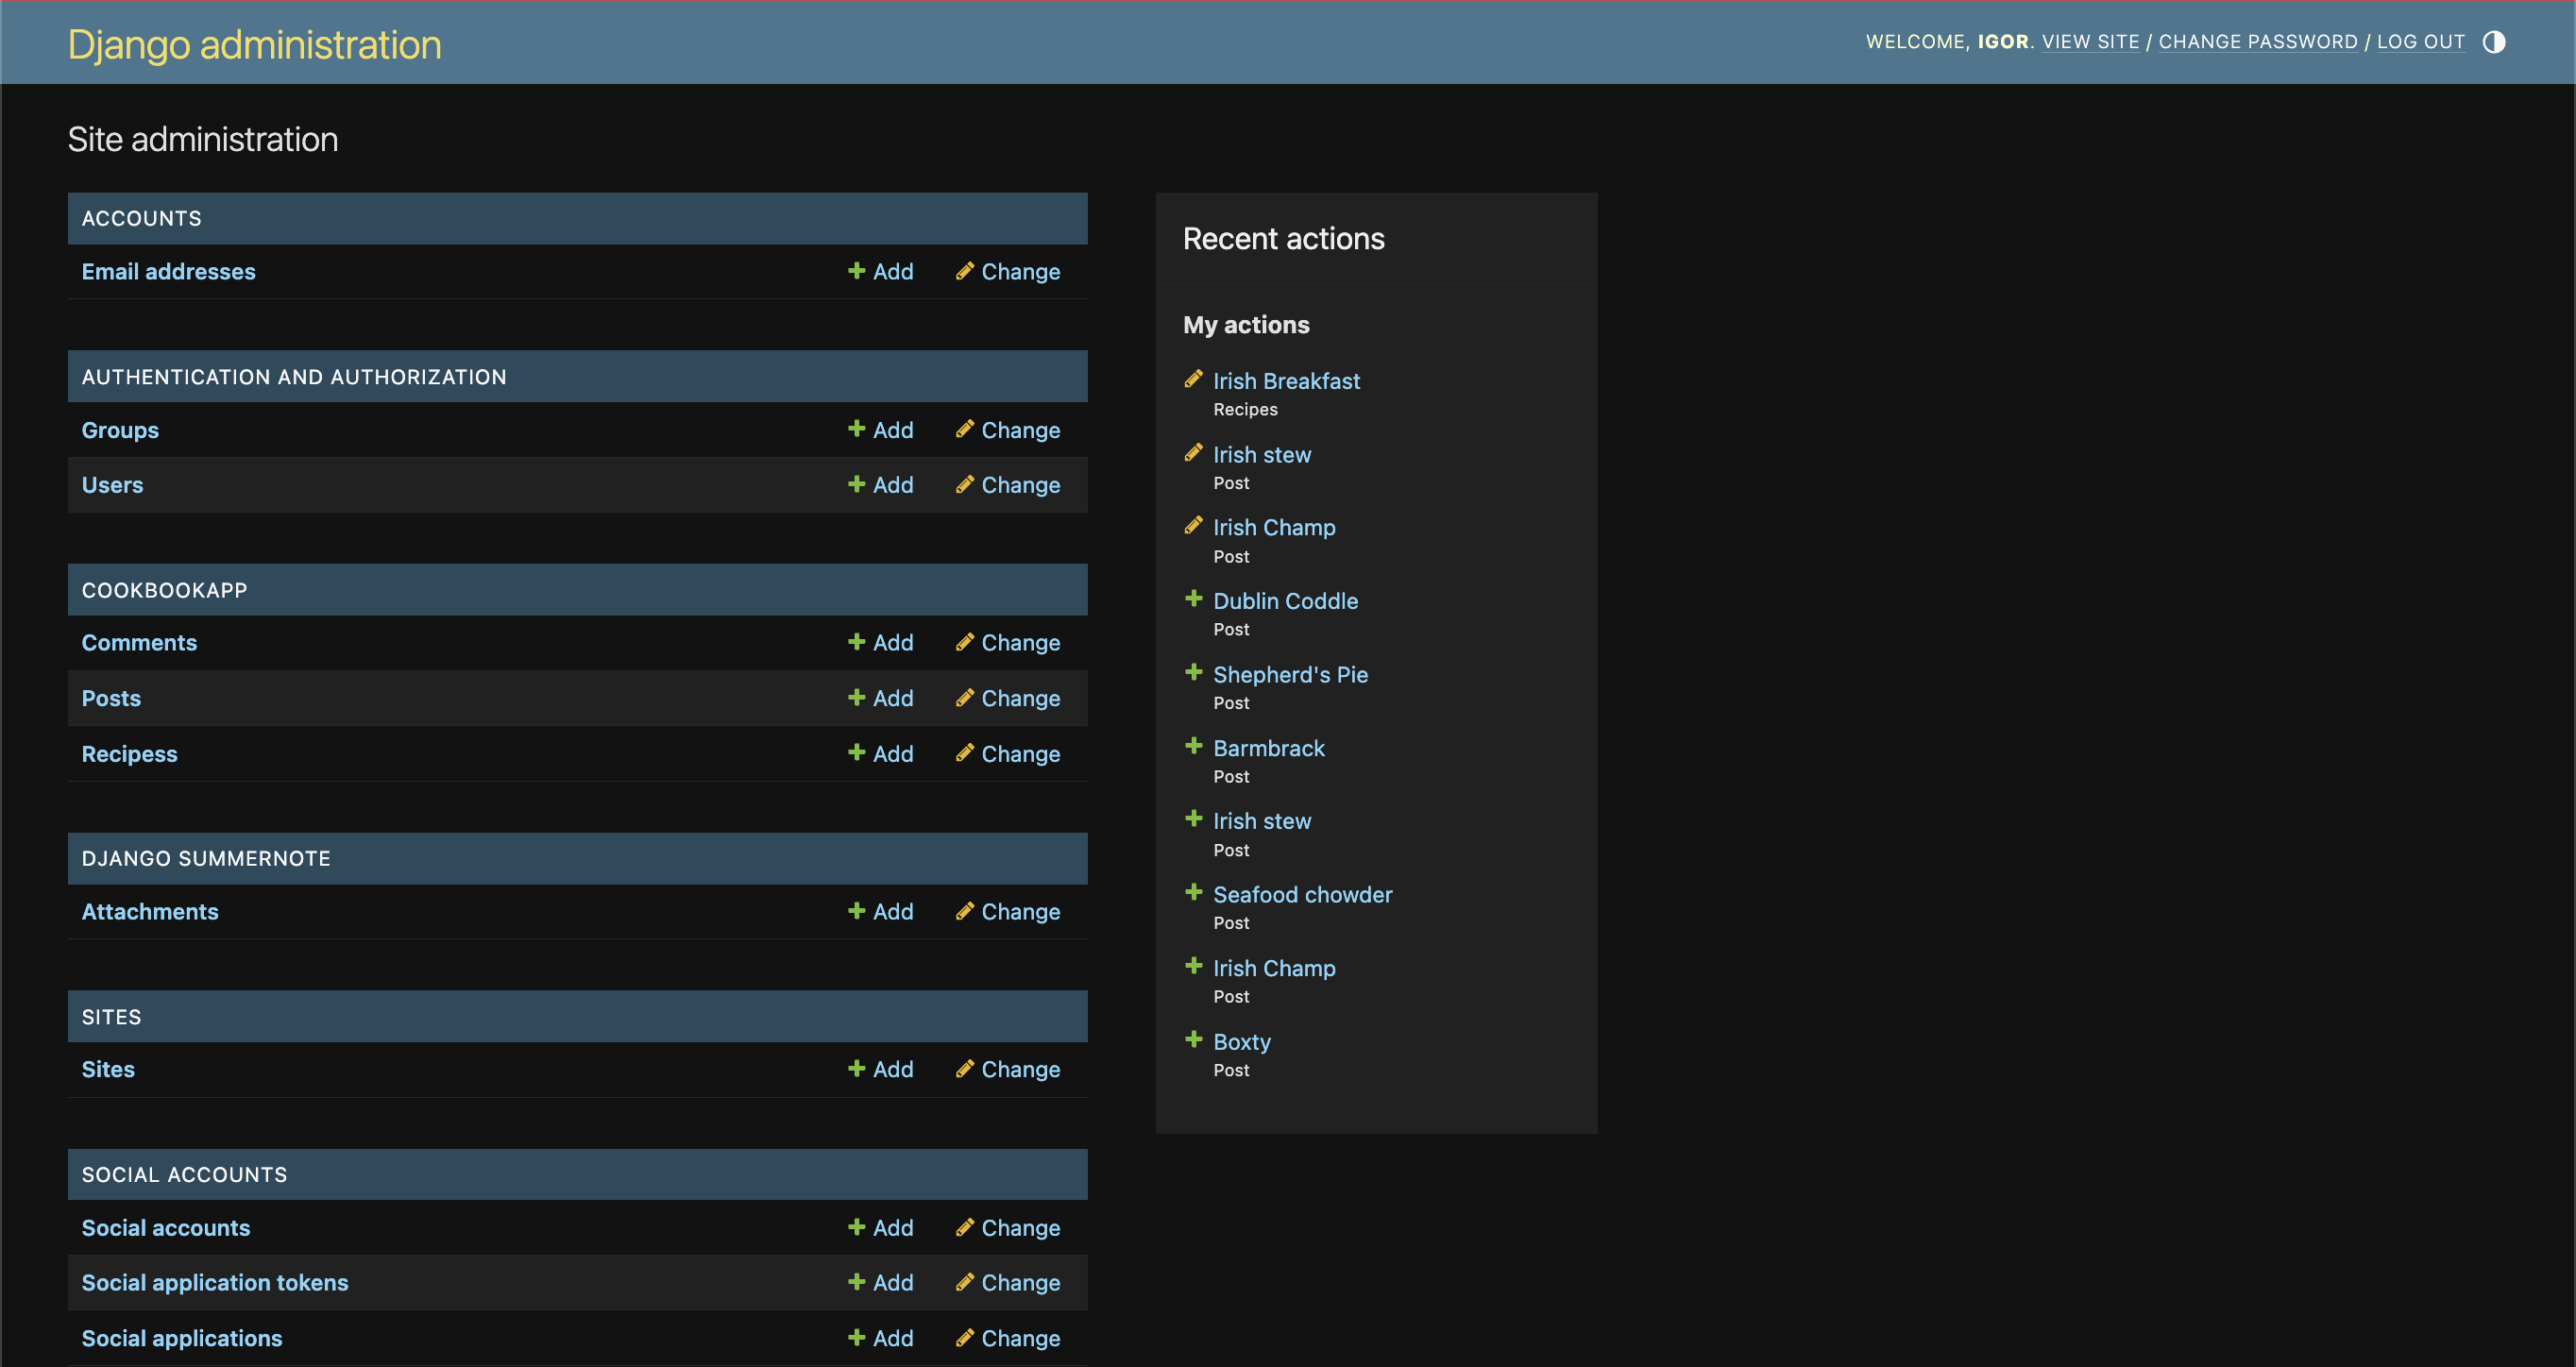 Django administration
WELCOME, IGOR. VIEW SITE / CHANGE PASSWORD / LOG OUT
Site administration
ACCOUNTS
Email addresses Add Change
AUTHENTICATION AND AUTHORIZATION
Groups Add Change
Users Add Change
COOKBOOKAPP
Comments Add Change
Posts Add Change
Recipess Add Change
DJANGO SUMMERNOTE
Attachments Add Change
SITES
Sites Add Change
SOCIAL ACCOUNTS
Social accounts Add Change
Social application tokens Add Change
Social applications Add Change
Recent actions
My actions
Irish Breakfast
Recipes
Irish stew
Post
Irish Champ
Post
Dublin Coddle
Post
Shepherd's Pie
Post
Barmbrack
Post
Irish stew
Post
Seafood chowder
Post
Irish Champ
Post
Boxty
Post